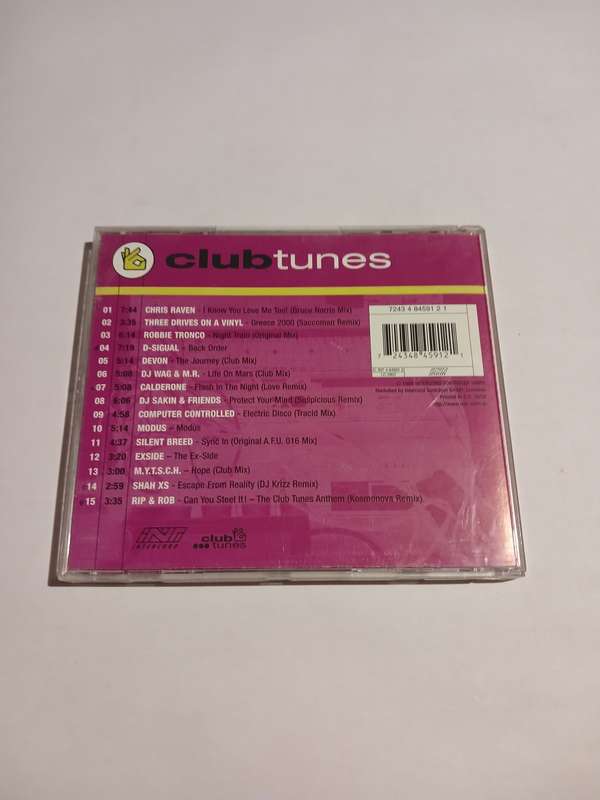 clubtunes
01 7:44 CHRIS RAVEN - I Know You Love Me Too! (Bruce Norris Mix)
02 3:35 THREE DRIVES ON A VINYL - Greece 2000 (Saccoman Remix)
03 6:14 ROBBIE TRONCO - Night Train (Original Mix)
04 7:19 D-SIGUAL - Back Order
05 5:14 DEVON - The Journey (Club Mix)
06 5:08 DJ WAG & M.R. - Life On Mars (Club Mix)
07 5:08 CALDERONE - Flash In The Night (Love Remix)
08 6:06 DJ SAKIN & FRIENDS - Protect Your Mind (Suspicious Remix)
09 4:58 COMPUTER CONTROLLED - Electric Disco (Tracid Mix)
10 5:14 MODUS - Modus
11 4:37 SILENT BREED - Sync In (Original A.F.U. 016 Mix)
12 3:20 EXSIDE - The Ex-Side
13 3:00 M.Y.T.S.C.H. - Hope (Club Mix)
14 2:59 SHAH XS - Escape From Reality (DJ Krizz Remix)
15 3:35 RIP & ROB - Can You Steel It! – The Club Tunes Anthem (Kosmonova Remix)
7243 4 84591 2 1
7 24348 45912 1
INTERCORD
club tunes